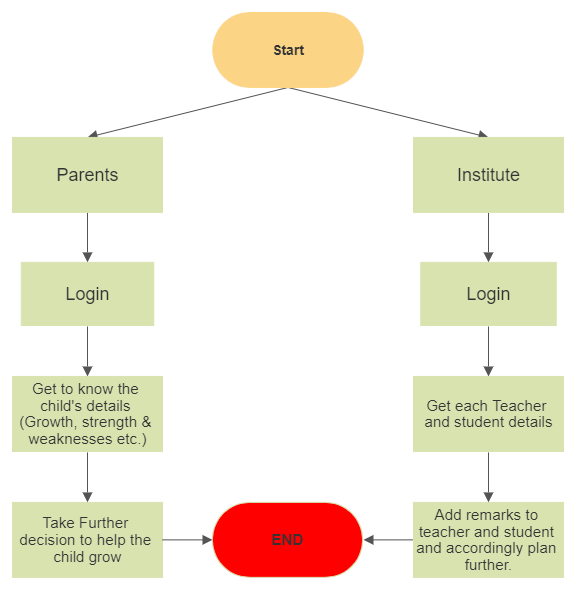 Start
Parents
Institute
Login
Login
Get to know the
child's details
(Growth, strength &
weaknesses etc.)
Get each Teacher
and student details
Take Further
decision to help the
child grow
END
Add remarks to
teacher and student
and accordingly plan
further.